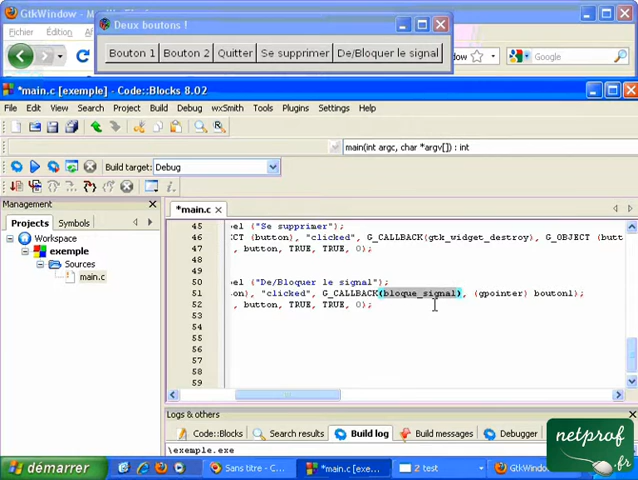 GtkWindow
Deux boutons !
Fichier
Bouton 1 Bouton 2 Quitter Se supprimer De/Bloquer le signal
ndow
Google
*main.c [exemple] - Code::Blocks 8.02
File Edit View Search Project Build Debug wxSmith Tools Plugins Settings Help
main(int argc, char *argv[]) : int
Build target: Debug
Management
Projects Symbols
Workspace
exemple
Sources
main.c
*main.c
45 bel ("Se supprimer");
46 ECT (button), "clicked", G_CALLBACK(gtk_widget_destroy), G_OBJECT (butt
47 , button, TRUE, TRUE, 0);
48
49
50 bel ("De/Bloquer le signal");
51 on), "clicked", G_CALLBACK(bloque_signal), (gpointer) bouton1);
52 , button, TRUE, TRUE, 0);
53
54
55
56
57
58
59
Logs & others
Code::Blocks Search results Build log Build messages Debugger
\exemple.exe
netprof
.fr
démarrer
Sans titre - C...
*main.c [exe...
2 test
GtkWindow